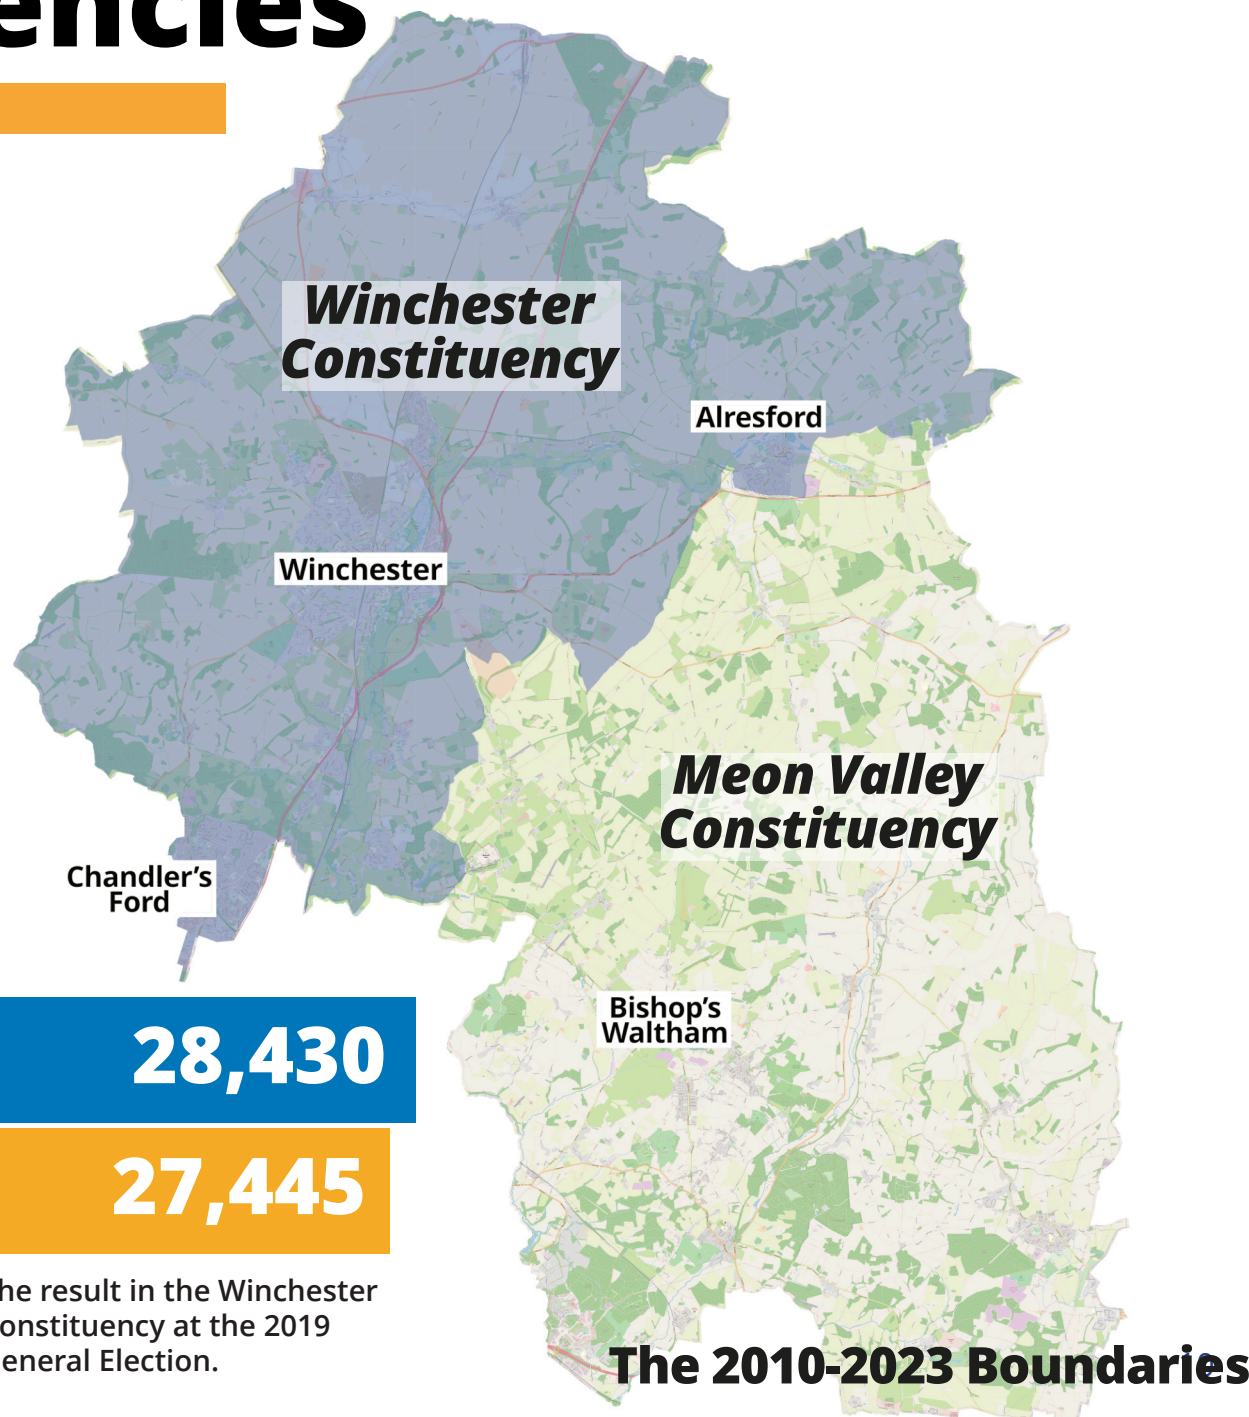 encies
Winchester
Constituency
Alresford
Winchester
Meon Valley
Constituency
Chandler’s
Ford
Bishop’s
Waltham
28,430
27,445
he result in the Winchester
onstituency at the 2019
eneral Election.
The 2010-2023 Boundaries